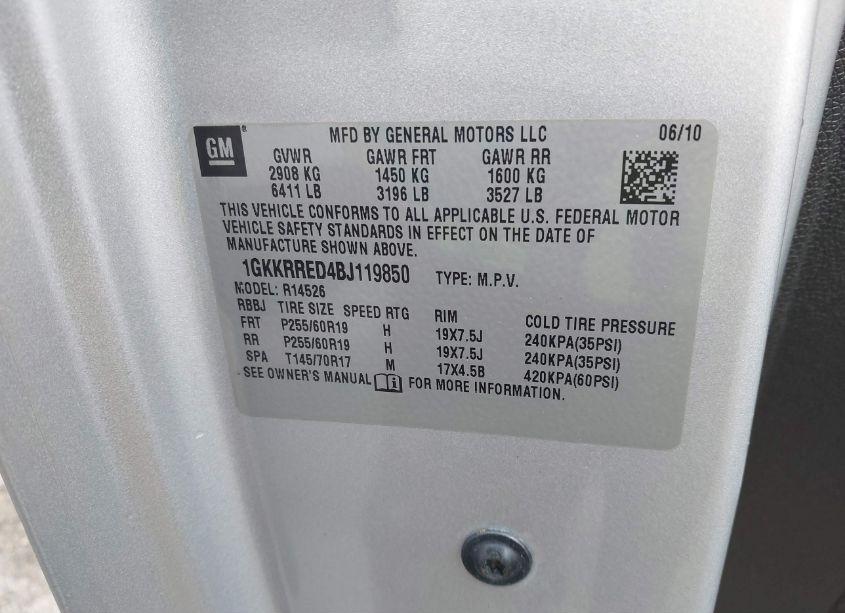 GM ® MFD BY GENERAL MOTORS LLC 06/10
GVWR GAWR FRT GAWR RR
2908 KG 1450 KG 1600 KG
6411 LB 3196 LB 3527 LB
THIS VEHICLE CONFORMS TO ALL APPLICABLE U.S. FEDERAL MOTOR
VEHICLE SAFETY STANDARDS IN EFFECT ON THE DATE OF
MANUFACTURE SHOWN ABOVE.
1GKKRRED4BJ119850 TYPE: M.P.V.
MODEL: R14526
RBBJ TIRE SIZE SPEED RTG RIM COLD TIRE PRESSURE
FRT P255/60R19 H 19X7.5J 240KPA(35PSI)
RR P255/60R19 H 19X7.5J 240KPA(35PSI)
SPA T145/70R17 M 17X4.5B 420KPA(60PSI)
SEE OWNER'S MANUAL FOR MORE INFORMATION.